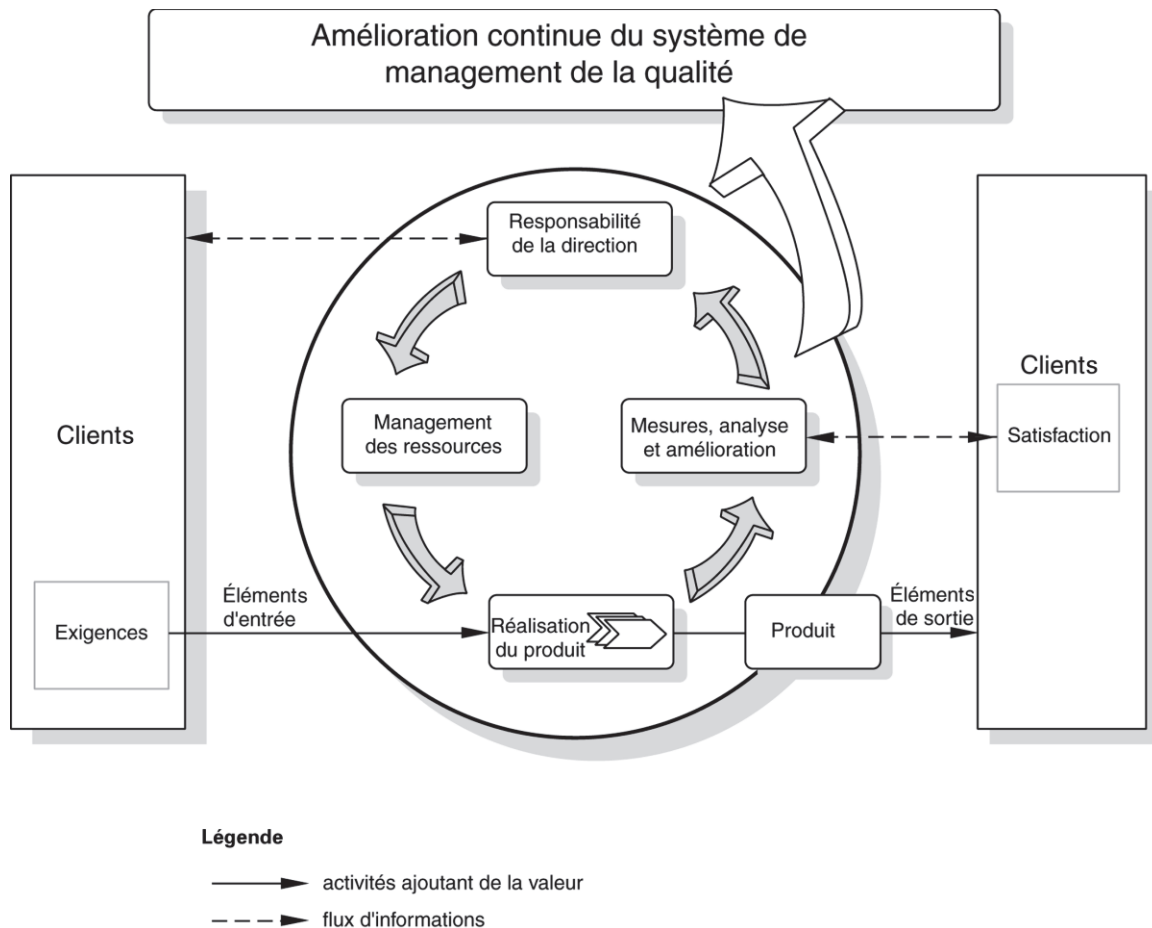 Amélioration continue du système de
management de la qualité
Responsabilité
de la direction
Clients
Management
des ressources
Mesures, analyse
et amélioration
Clients
Satisfaction
Exigences
Éléments
d'entrée
Réalisation
du produit
Produit
Éléments
de sortie
Légende
activités ajoutant de la valeur
flux d'informations